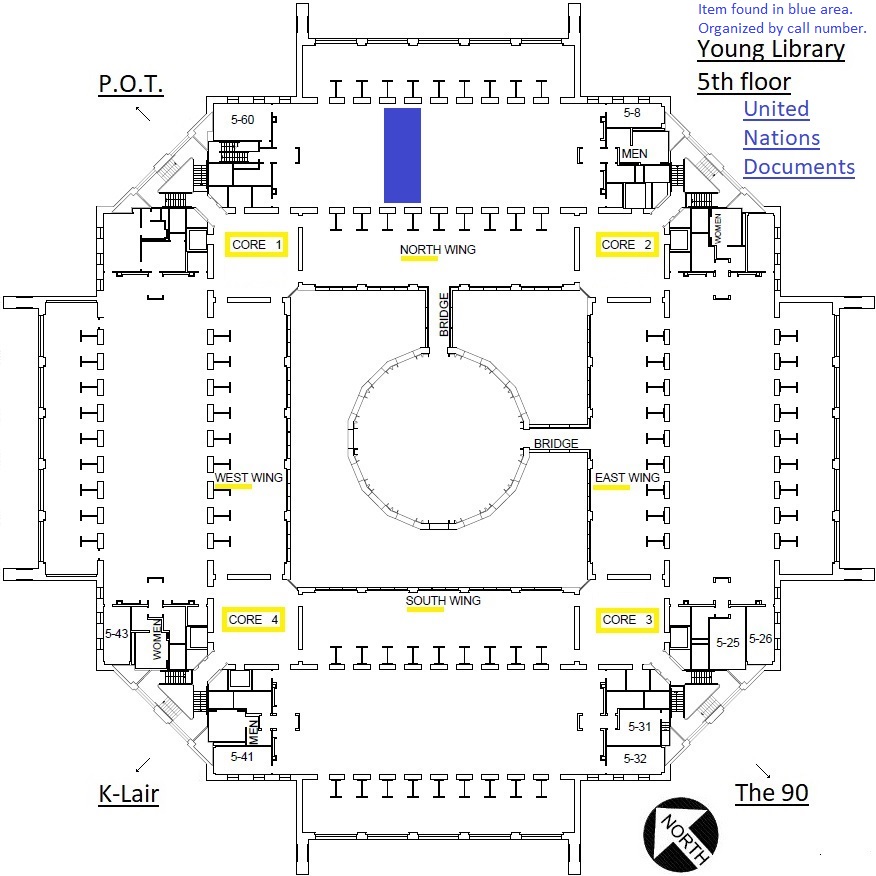 Item found in blue area.
Organized by call number.
Young Library
5th floor
United
Nations
Documents
P.O.T.
5-60
5-8
MEN
WOMEN
CORE 1
NORTH WING
CORE 2
BRIDGE
BRIDGE
WEST WING
EAST WING
SOUTH WING
CORE 4
CORE 3
5-43
WOMEN
5-25
5-26
MEN
5-31
5-41
5-32
K-Lair
The 90
NORTH